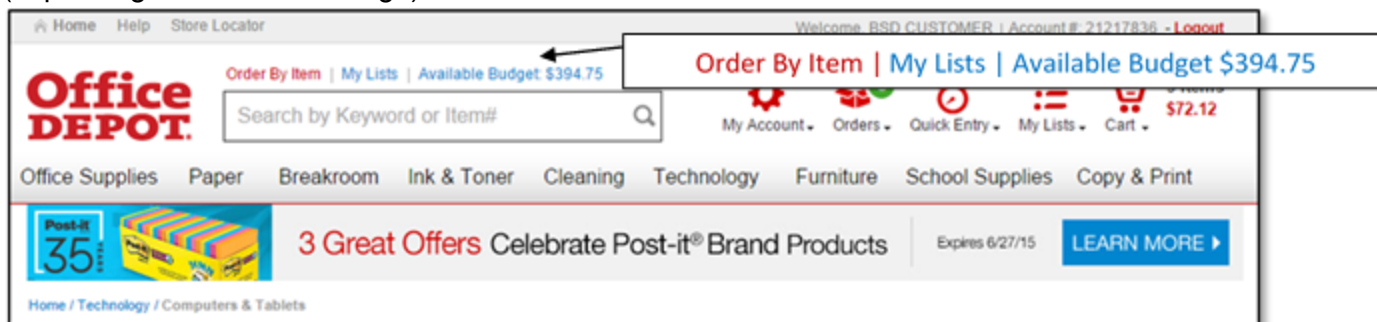 Home Help Store Locator
Welcome, BSD CUSTOMER | Account#: 21217836 - Logout
Order By Item | My Lists | Available Budget $394.75
Office
DEPOT.
Order By Item | My Lists | Available Budget: $394.75
Search by Keyword or Item#
My Account Orders Quick Entry My Lists Cart
$72.12
Office Supplies Paper Breakroom Ink & Toner Cleaning Technology Furniture School Supplies Copy & Print
Post-it
35
YEARS
3 Great Offers Celebrate Post-it® Brand Products
Expires 6/27/15
LEARN MORE
Home / Technology / Computers & Tablets